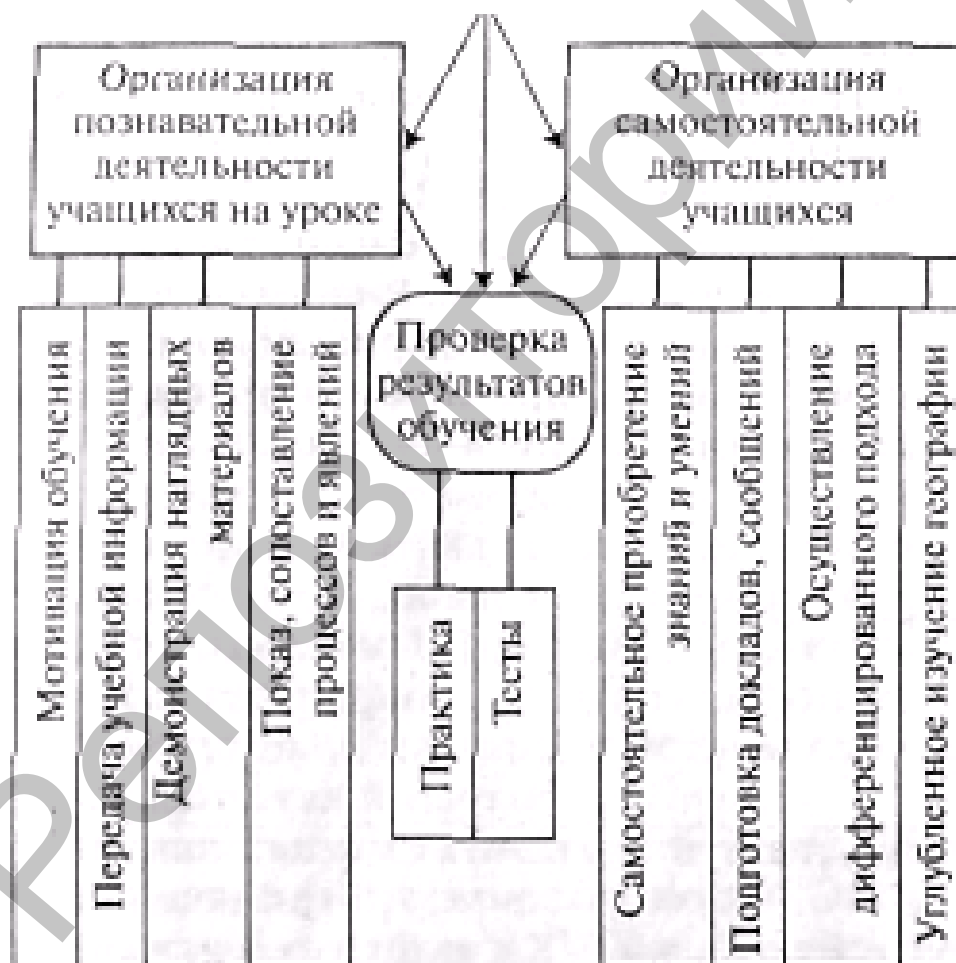 Организация
познавательной
деятельности
учащихся на уроке
Организация
самостоятельной
деятельности
учащихся
Проверка
результатов
обучения
Мотивация обучения
Передача учебной информации
Демонстрация наглядных
материалов
Показ, сопоставление
процессов и явлений
Практика
Тесты
Самостоятельное приобретение
знаний и умений
Подготовка докладов, сообщений
Осуществление
дифференцированного подхода
Углубленное изучение географии